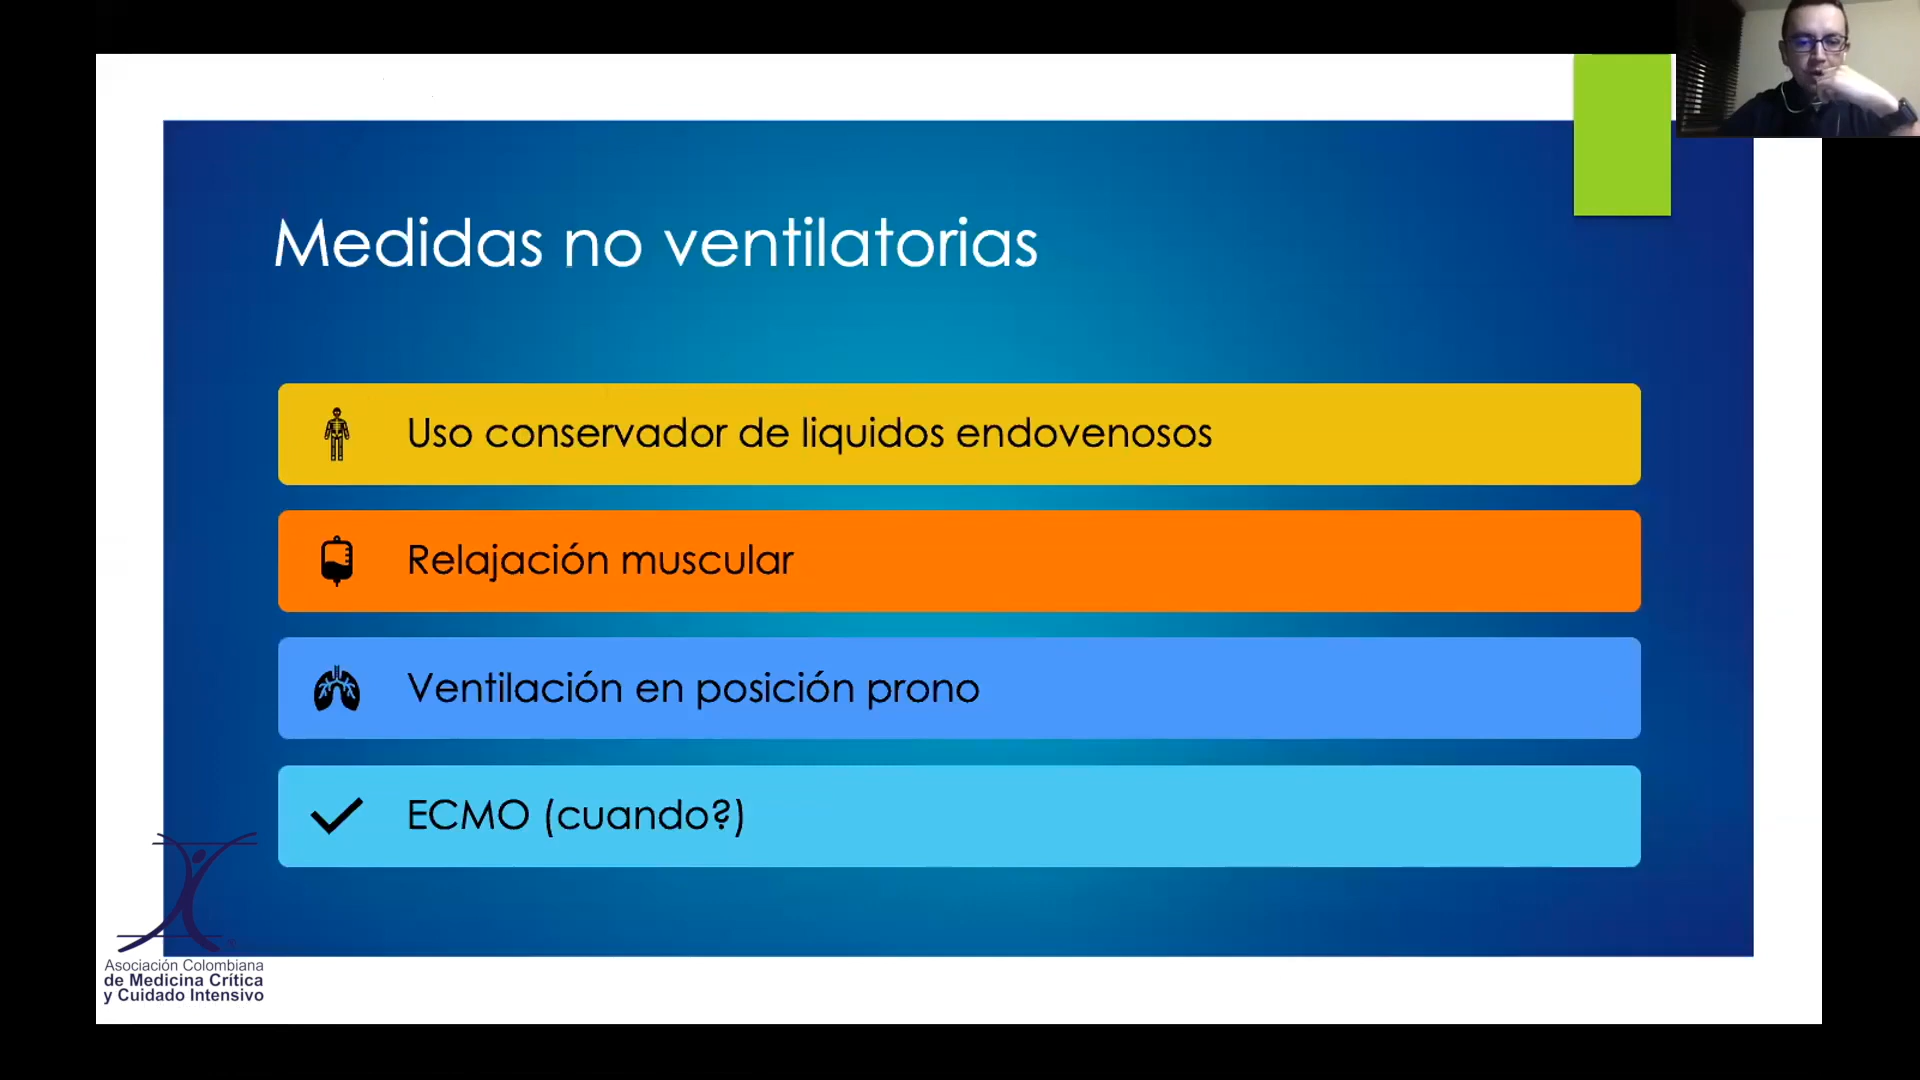 Medidas no ventilatorias
Uso conservador de liquidos endovenosos
Relajación muscular
Ventilación en posición prono
ECMO (cuando?)
Asociación Colombiana
de Medicina Crítica
y Cuidado Intensivo